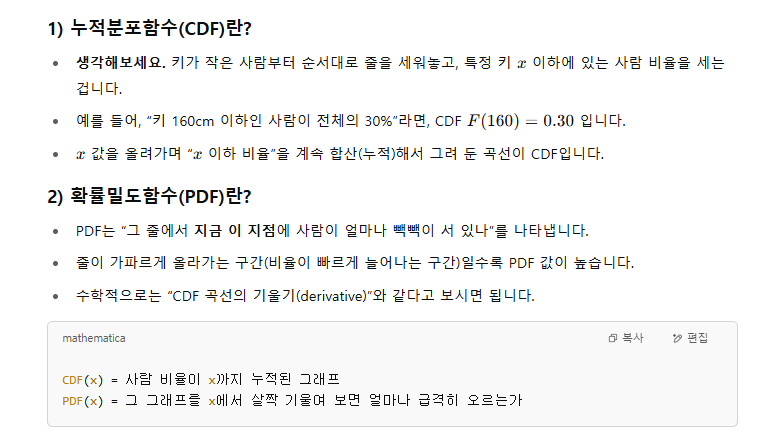 1) 누적분포함수(CDF)란?
생각해보세요. 키가 작은 사람부터 순서대로 줄을 세워놓고, 특정 키 x 이하에 있는 사람 비율을 세는
겁니다.
예를 들어, “키 160cm 이하인 사람이 전체의 30%”라면, CDF F(160) = 0.30 입니다.
x 값을 올려가며 “x 이하 비율”을 계속 합산(누적)해서 그려 둔 곡선이 CDF입니다.
2) 확률밀도함수(PDF)란?
PDF는 “그 줄에서 지금 이 지점에 사람이 얼마나 빽빽이 서 있나”를 나타냅니다.
줄이 가파르게 올라가는 구간(비율이 빠르게 늘어나는 구간)일수록 PDF 값이 높습니다.
수학적으로는 “CDF 곡선의 기울기(derivative)”와 같다고 보시면 됩니다.
mathematica 복사 편집
CDF(x) = 사람 비율이 x까지 누적된 그래프
PDF(x) = 그 그래프를 x에서 살짝 기울여 보면 얼마나 급격히 오르는가